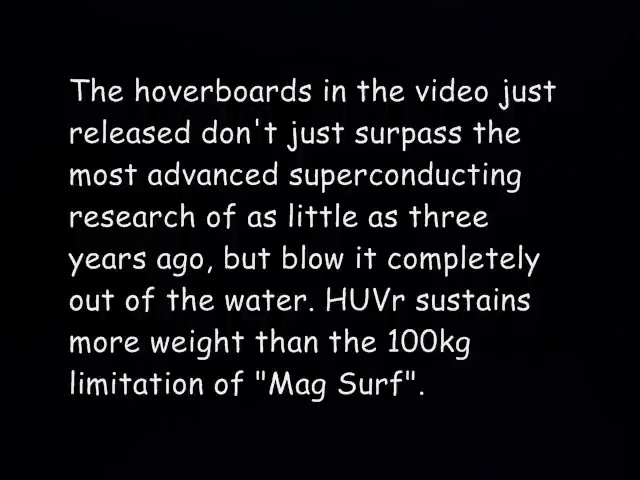 The hoverboards in the video just
released don't just surpass the
most advanced superconducting
research of as little as three
years ago, but blow it completely
out of the water. HUVr sustains
more weight than the 100kg
limitation of "Mag Surf".